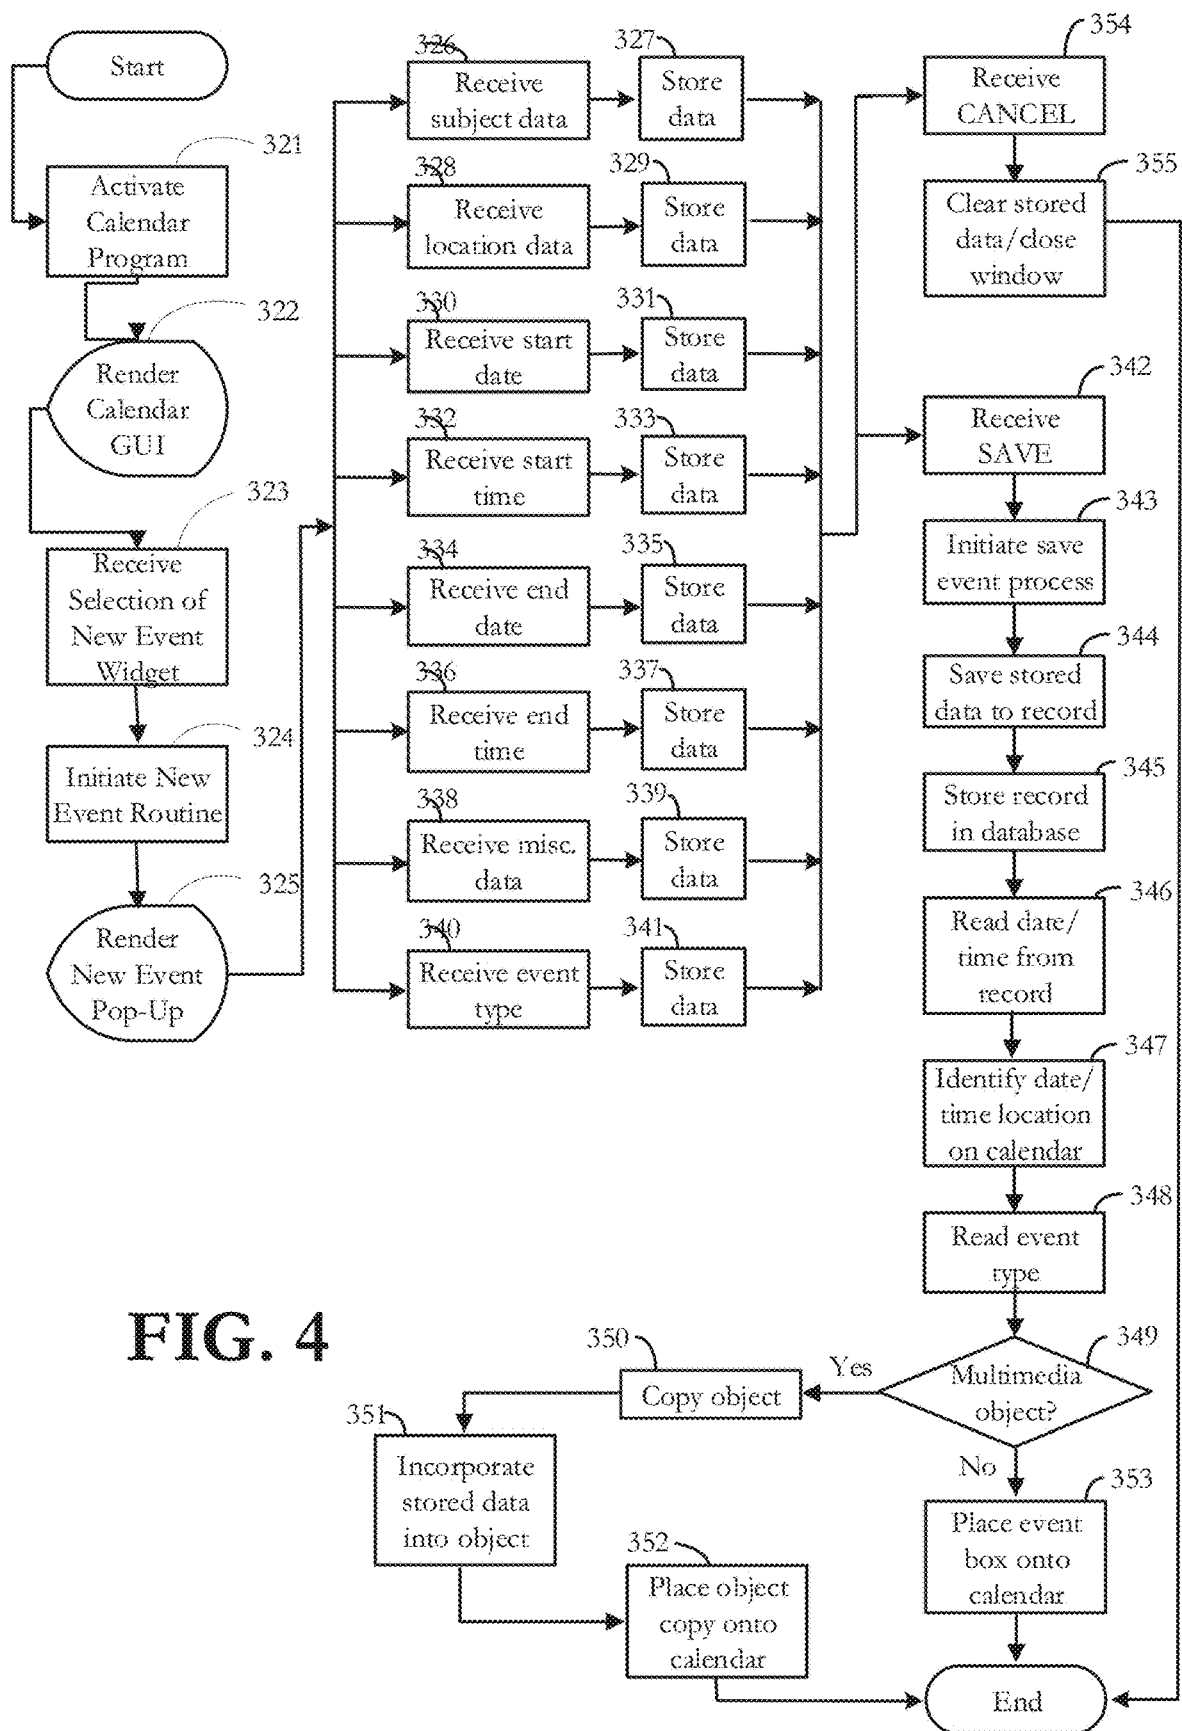 Start
321
Activate
Calendar
Program
322
Render
Calendar
GUI
323
Receive
Selection of
New Event
Widget
324
Initiate New
Event Routine
325
Render
New Event
Pop-Up
326
Receive
subject data
327
Store
data
328
Receive
location data
329
Store
data
330
Receive start
date
331
Store
data
332
Receive start
time
333
Store
data
334
Receive end
date
335
Store
data
336
Receive end
time
337
Store
data
338
Receive misc.
data
339
Store
data
340
Receive event
type
341
Store
data
354
Receive
CANCEL
355
Clear stored
data/close
window
342
Receive
SAVE
343
Initiate save
event process
344
Save stored
data to record
345
Store record
in database
346
Read date/
time from
record
347
Identify date/
time location
on calendar
348
Read event
type
349
Multimedia
object?
Yes
350
Copy object
351
Incorporate
stored data
into object
352
Place object
copy onto
calendar
No
353
Place event
box onto
calendar
End
FIG. 4